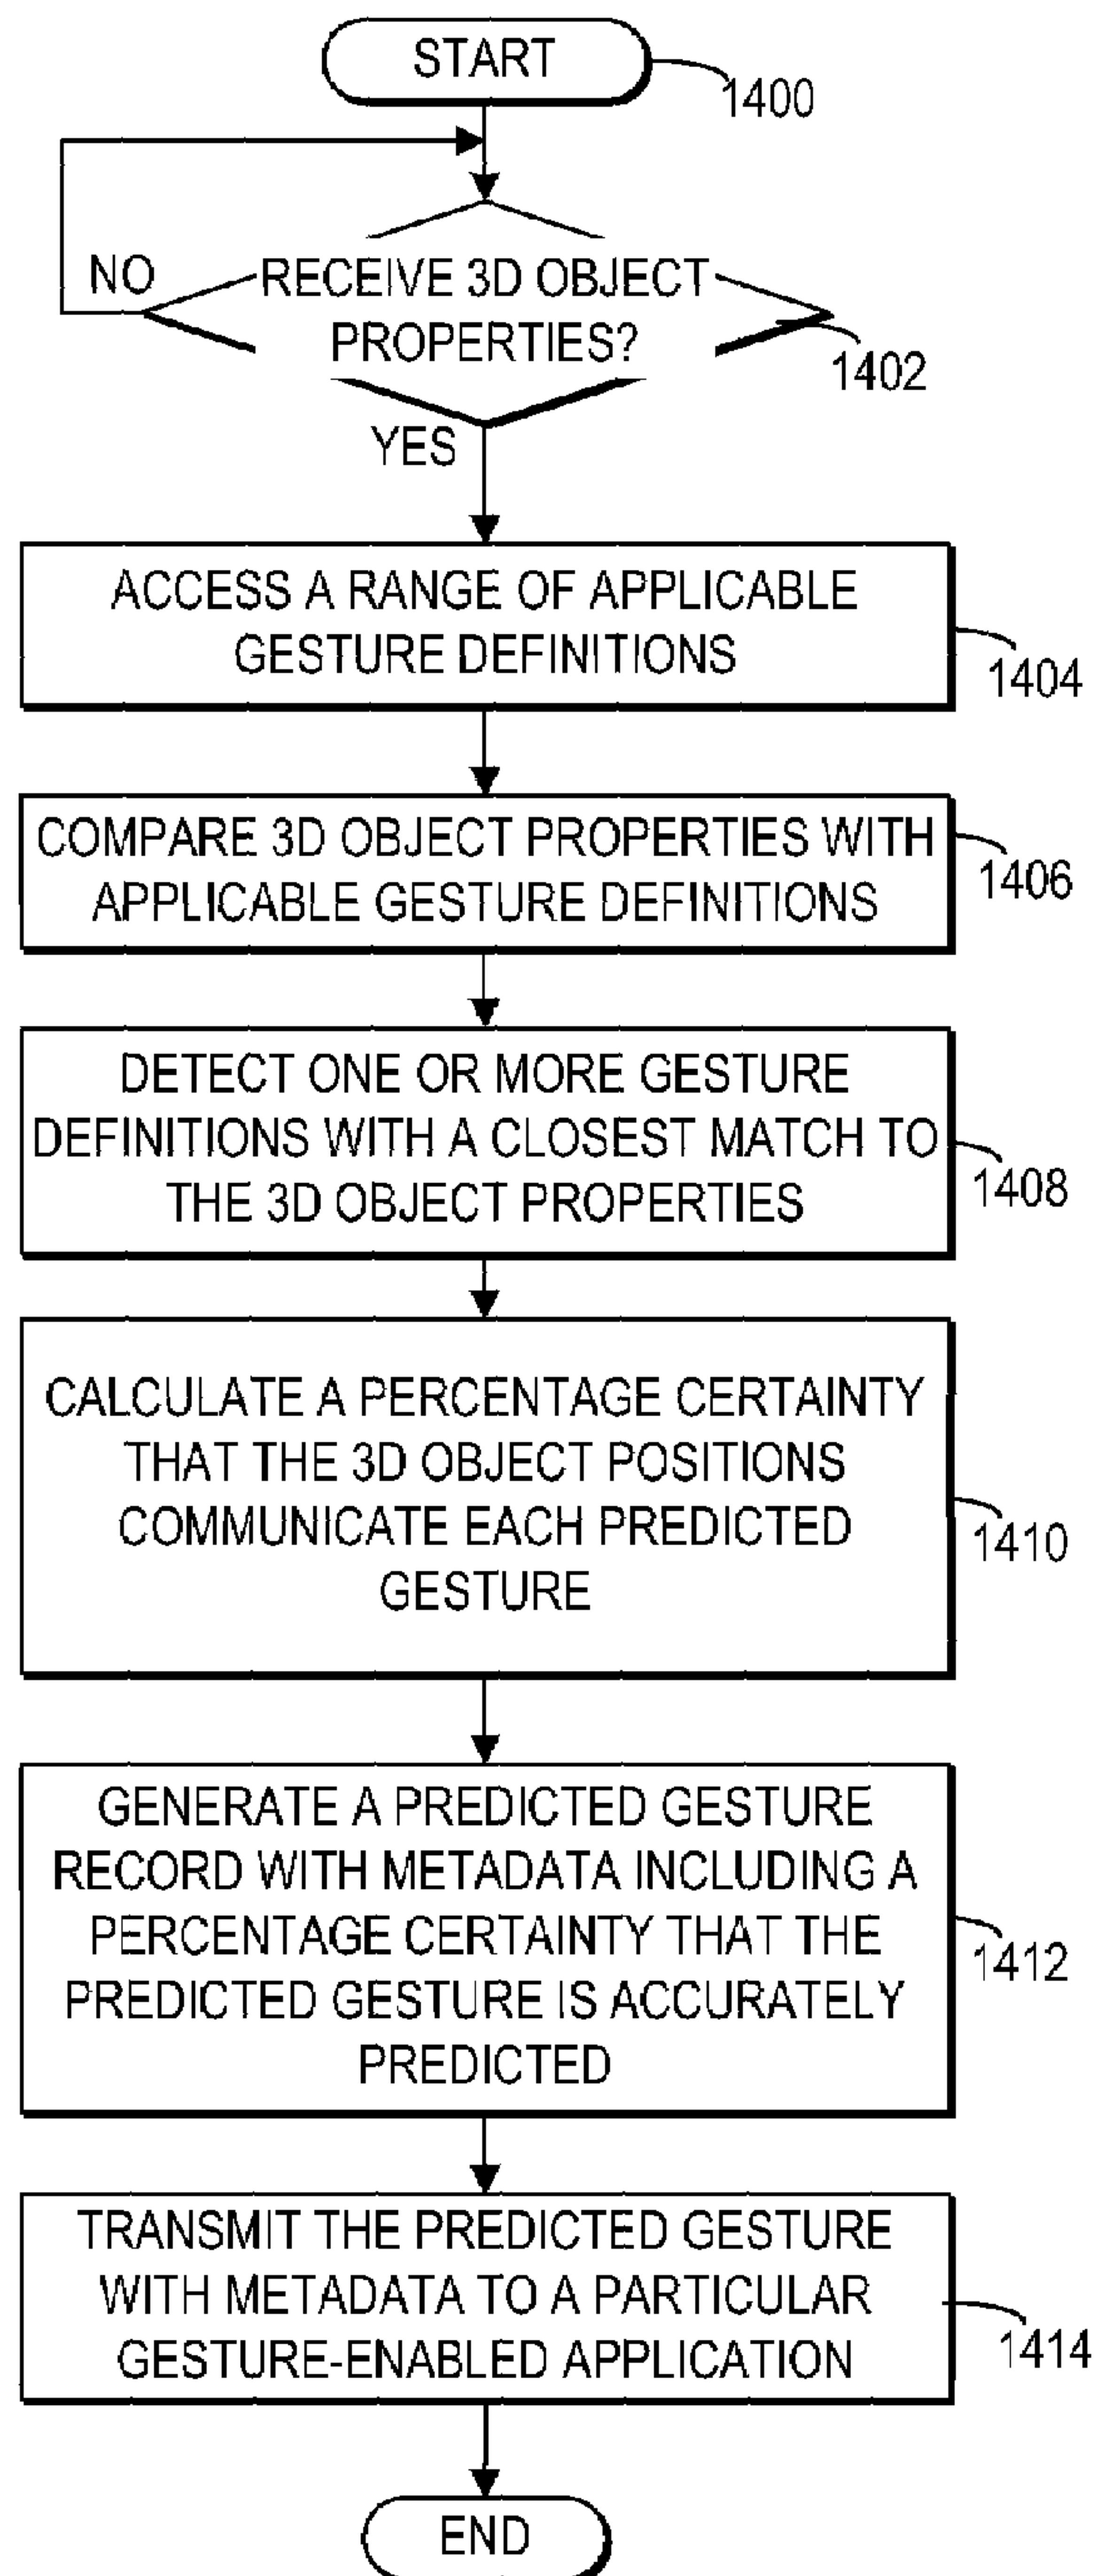 START
1400
NO
RECEIVE 3D OBJECT
PROPERTIES?
1402
YES
ACCESS A RANGE OF APPLICABLE
GESTURE DEFINITIONS
1404
COMPARE 3D OBJECT PROPERTIES WITH
APPLICABLE GESTURE DEFINITIONS
1406
DETECT ONE OR MORE GESTURE
DEFINITIONS WITH A CLOSEST MATCH TO
THE 3D OBJECT PROPERTIES
1408
CALCULATE A PERCENTAGE CERTAINTY
THAT THE 3D OBJECT POSITIONS
COMMUNICATE EACH PREDICTED
GESTURE
1410
GENERATE A PREDICTED GESTURE
RECORD WITH METADATA INCLUDING A
PERCENTAGE CERTAINTY THAT THE
PREDICTED GESTURE IS ACCURATELY
PREDICTED
1412
TRANSMIT THE PREDICTED GESTURE
WITH METADATA TO A PARTICULAR
GESTURE-ENABLED APPLICATION
1414
END